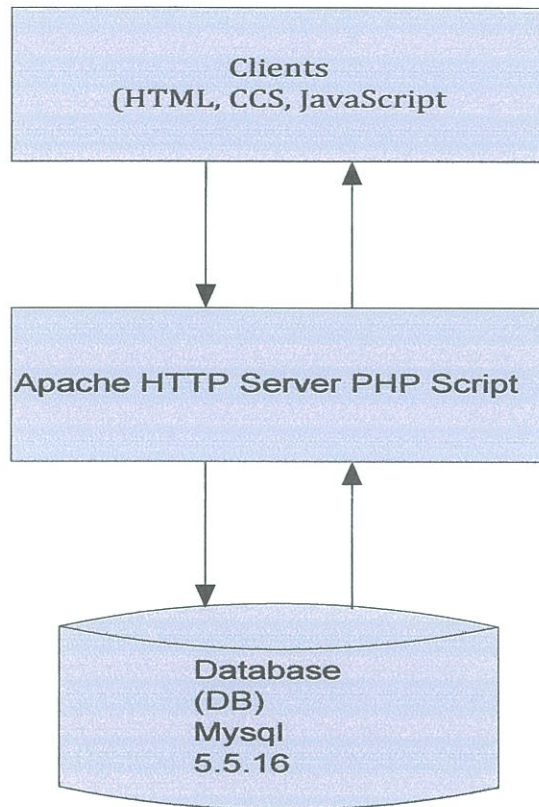 Clients
(HTML, CCS, JavaScript
Apache HTTP Server PHP Script
Database
(DB)
Mysql
5.5.16